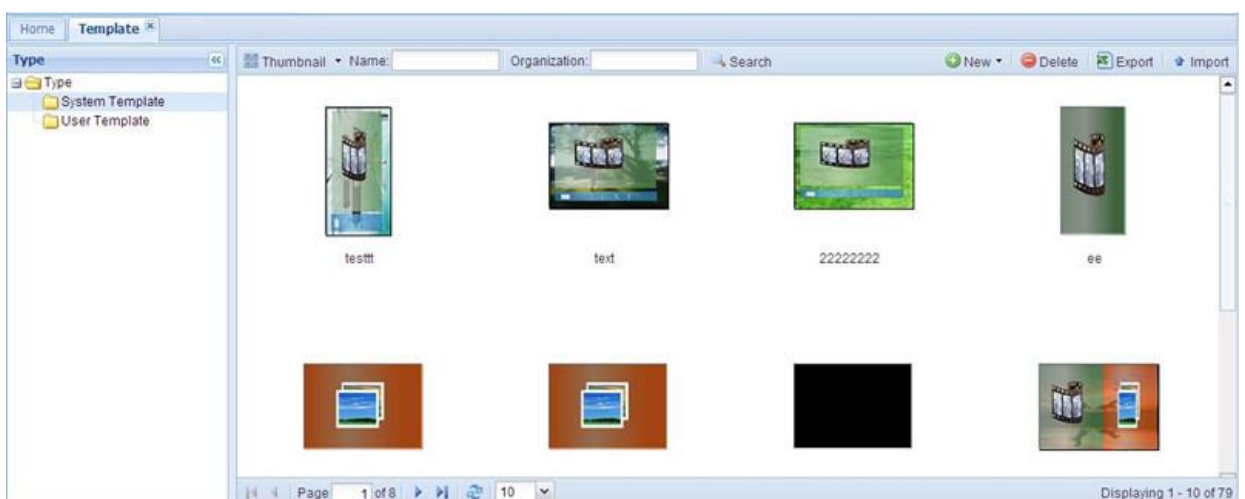 Home Template
Type
Thumbnail Name: Organization: Search New Delete Export Import
Type
System Template
User Template
testtt text 22222222 ee
Page 1 of 8 10 Displaying 1 - 10 of 79